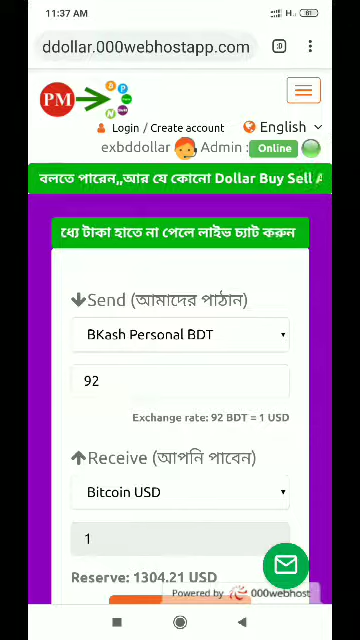 11:37 AM
H
61
ddollar.000webhostapp.com
:D
PM
Login / Create account
English
exbddollar Admin : Online
বলতে পারেন,,আর যে কোনো Dollar Buy Sell
ধ্যে টাকা হাতে না পেলে লাইভ চ্যাট করুন
Send (আমাদের পাঠান)
BKash Personal BDT
92
Exchange rate: 92 BDT = 1 USD
Receive (আপনি পাবেন)
Bitcoin USD
1
Reserve: 1304.21 USD
Powered by 000webhost